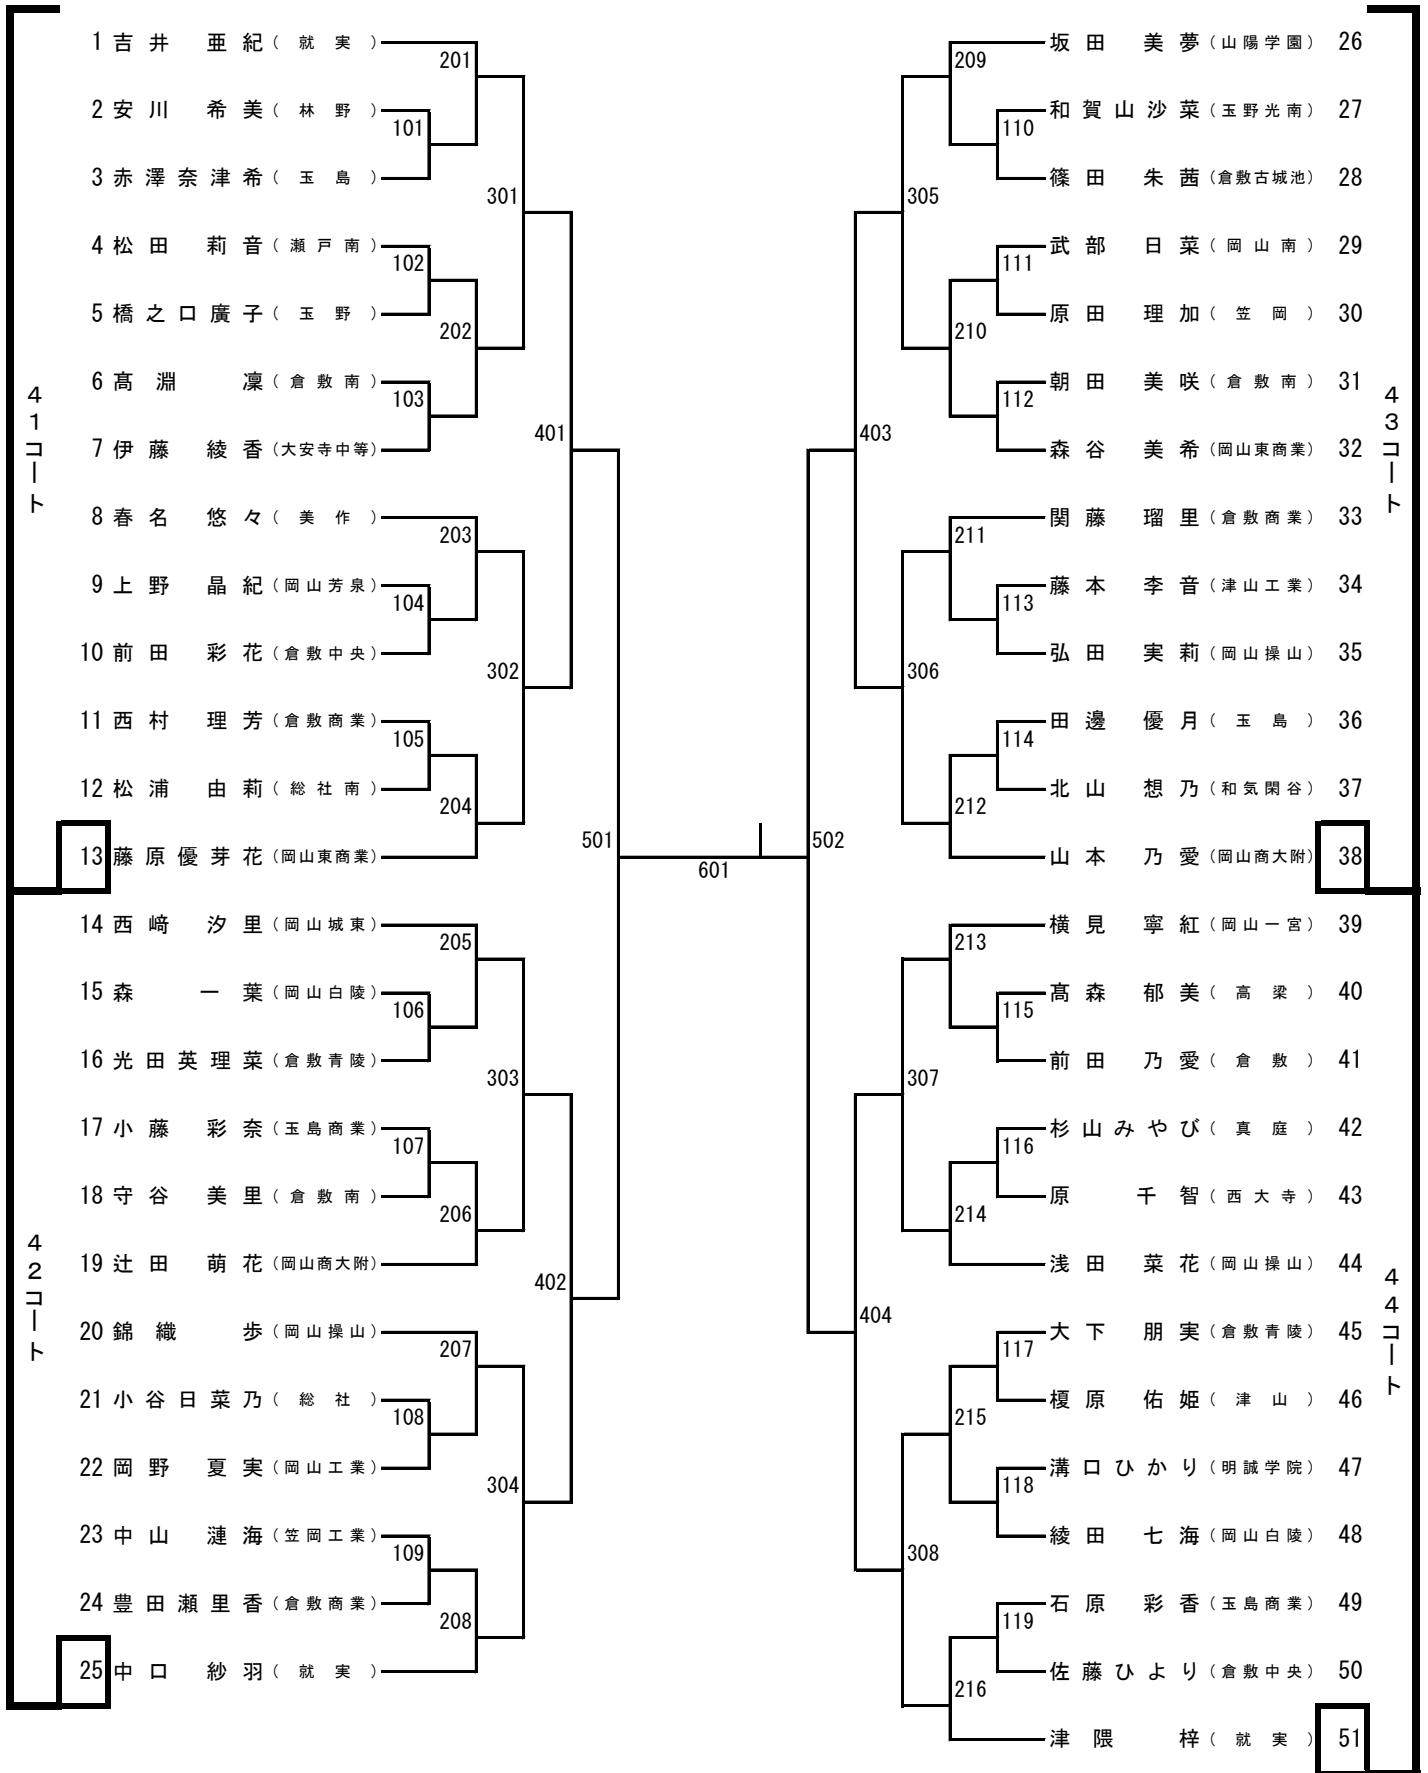 1 吉井 亜紀（就実）
201
2 安川 希美（林野）
101
3 赤澤奈津希（玉島）
301
4 松田 莉音（瀬戸南）
102
5 橋之口廣子（玉野）
202
6 髙淵 凜（倉敷南）
103
7 伊藤 綾香（大安寺中等）
401
8 春名 悠々（美作）
203
9 上野 晶紀（岡山芳泉）
104
10 前田 彩花（倉敷中央）
302
11 西村 理芳（倉敷商業）
105
12 松浦 由莉（総社南）
204
13 藤原優芽花（岡山東商業）
41コート
501
14 西﨑 汐里（岡山城東）
205
15 森 一葉（岡山白陵）
106
16 光田英理菜（倉敷青陵）
303
17 小藤 彩奈（玉島商業）
107
18 守谷 美里（倉敷南）
206
19 辻田 萌花（岡山商大附）
402
20 錦織 歩（岡山操山）
207
21 小谷日菜乃（総社）
108
22 岡野 夏実（岡山工業）
304
23 中山 漣海（笠岡工業）
109
24 豊田瀬里香（倉敷商業）
208
25 中口 紗羽（就実）
42コート
601
坂田 美夢（山陽学園） 26
209
和賀山沙菜（玉野光南） 27
110
篠田 朱茜（倉敷古城池） 28
305
武部 日菜（岡山南） 29
111
原田 理加（笠岡） 30
210
朝田 美咲（倉敷南） 31
112
森谷 美希（岡山東商業） 32
403
関藤 瑠里（倉敷商業） 33
211
藤本 李音（津山工業） 34
113
弘田 実莉（岡山操山） 35
306
田邊 優月（玉島） 36
114
北山 想乃（和気閑谷） 37
212
山本 乃愛（岡山商大附） 38
43コート
502
横見 寧紅（岡山一宮） 39
213
髙森 郁美（高梁） 40
115
前田 乃愛（倉敷） 41
307
杉山みやび（真庭） 42
116
原 千智（西大寺） 43
214
浅田 菜花（岡山操山） 44
404
大下 朋実（倉敷青陵） 45
117
榎原 佑姫（津山） 46
215
溝口ひかり（明誠学院） 47
118
綾田 七海（岡山白陵） 48
308
石原 彩香（玉島商業） 49
119
佐藤ひより（倉敷中央） 50
216
津隈 梓（就実） 51
44コート